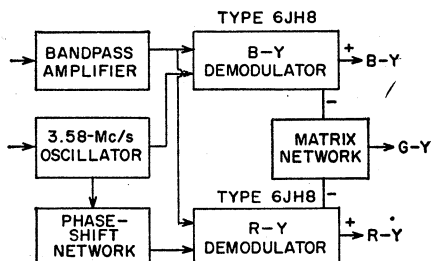 TYPE 6JH8
BANDPASS
AMPLIFIER
B-Y
DEMODULATOR
+
B-Y
-
3.58-Mc/s
OSCILLATOR
MATRIX
NETWORK
G-Y
TYPE 6JH8
-
PHASE-
SHIFT
NETWORK
R-Y
DEMODULATOR
+
R-Y